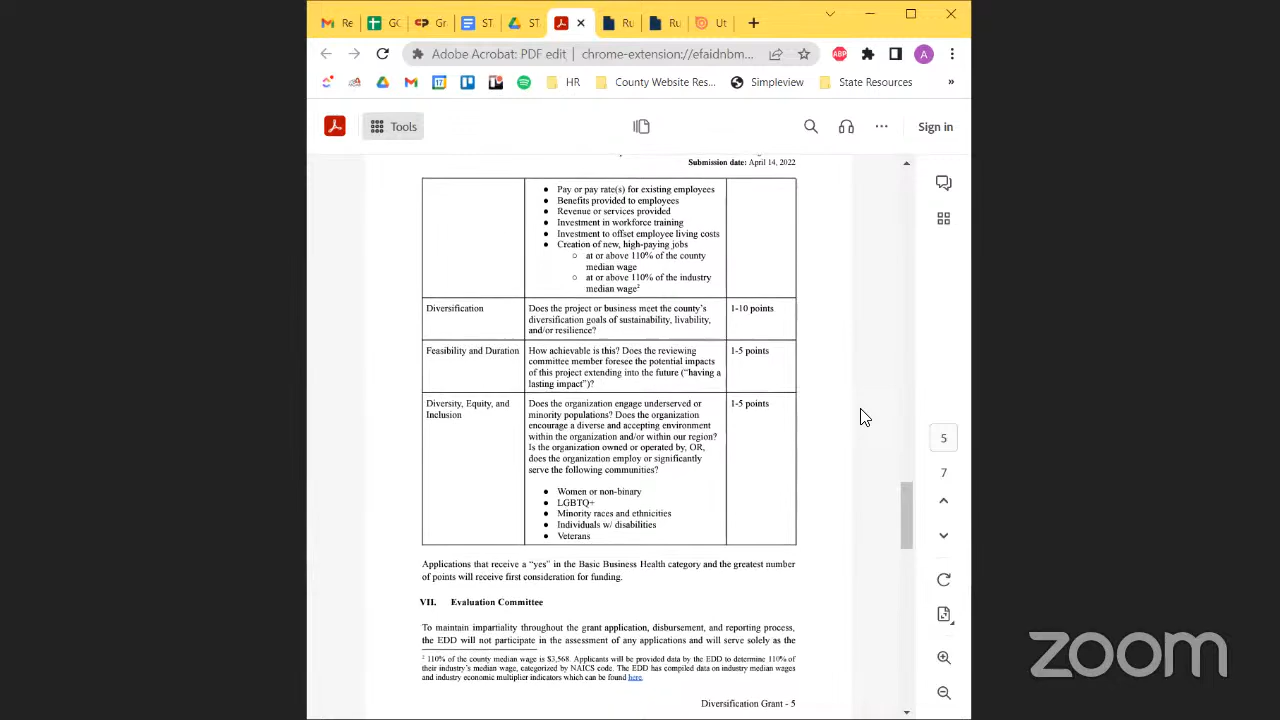 Re
GC
Gr
ST
ST
Ru
Ru
Ut
Adobe Acrobat: PDF edit | chrome-extension://efaidnbm...
ABP
A
17
HR
County Website Res...
Simpleview
State Resources
»
Tools
Sign in
Submission date: April 14, 2022
● Pay or pay rate(s) for existing employees
● Benefits provided to employees
● Revenue or services provided
● Investment in workforce training
● Investment to offset employee living costs
● Creation of new, high-paying jobs
○ at or above 110% of the county
median wage
○ at or above 110% of the industry
median wage2
Diversification
Does the project or business meet the county's
diversification goals of sustainability, livability,
and/or resilience?
1-10 points
Feasibility and Duration
How achievable is this? Does the reviewing
committee member foresee the potential impacts
of this project extending into the future ("having a
lasting impact")?
1-5 points
Diversity, Equity, and
Inclusion
Does the organization engage underserved or
minority populations? Does the organization
encourage a diverse and accepting environment
within the organization and/or within our region?
Is the organization owned or operated by, OR,
does the organization employ or significantly
serve the following communities?
● Women or non-binary
● LGBTQ+
● Minority races and ethnicities
● Individuals w/ disabilities
● Veterans
1-5 points
Applications that receive a "yes" in the Basic Business Health category and the greatest number
of points will receive first consideration for funding.
VII. Evaluation Committee
To maintain impartiality throughout the grant application, disbursement, and reporting process,
the EDD will not participate in the assessment of any applications and will serve solely as the
2 110% of the county median wage is $3,568. Applicants will be provided data by the EDD to determine 110% of
their industry's median wage, categorized by NAICS code. The EDD has compiled data on industry median wages
and industry economic multiplier indicators which can be found here.
Diversification Grant - 5
5
7
zoom